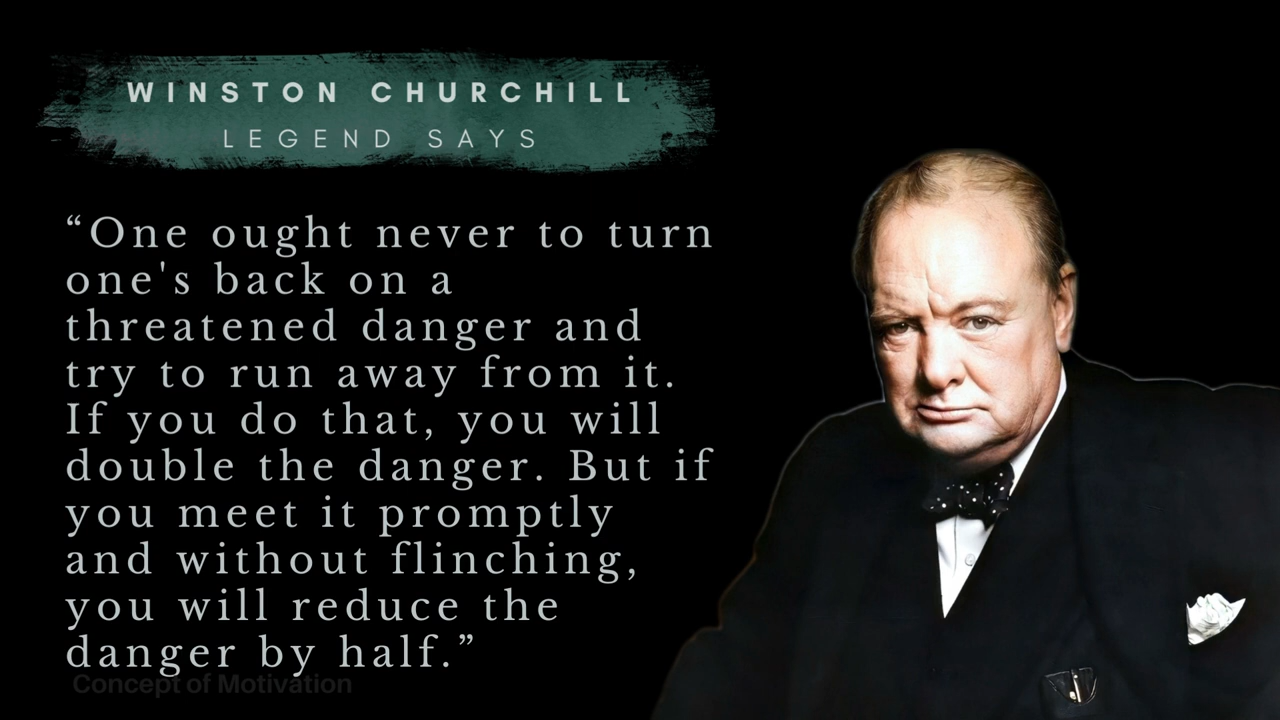 WINSTON CHURCHILL
LEGEND SAYS
“One ought never to turn
one's back on a
threatened danger and
try to run away from it.
If you do that, you will
double the danger. But if
you meet it promptly
and without flinching,
you will reduce the
danger by half.”
Concept of Motivation